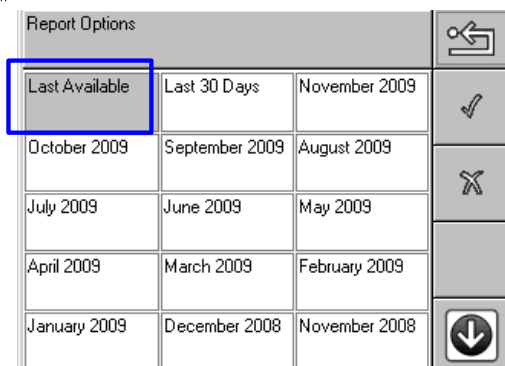 Report Options
Last Available Last 30 Days November 2009
October 2009 September 2009 August 2009
July 2009 June 2009 May 2009
April 2009 March 2009 February 2009
January 2009 December 2008 November 2008